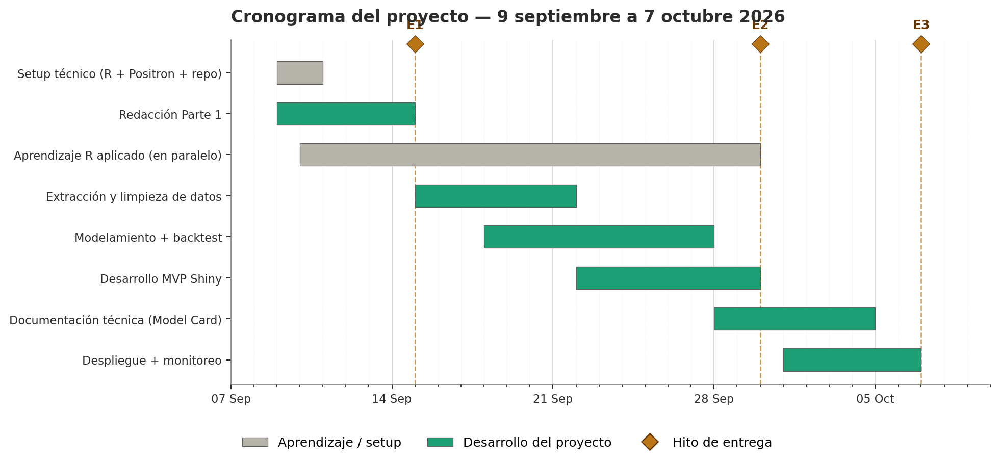 Cronograma del proyecto — 9 septiembre a 7 octubre 2026
E1
E2
E3
Setup técnico (R + Positron + repo)
Redacción Parte 1
Aprendizaje R aplicado (en paralelo)
Extracción y limpieza de datos
Modelamiento + backtest
Desarrollo MVP Shiny
Documentación técnica (Model Card)
Despliegue + monitoreo
07 Sep
14 Sep
21 Sep
28 Sep
05 Oct
Aprendizaje / setup
Desarrollo del proyecto
Hito de entrega